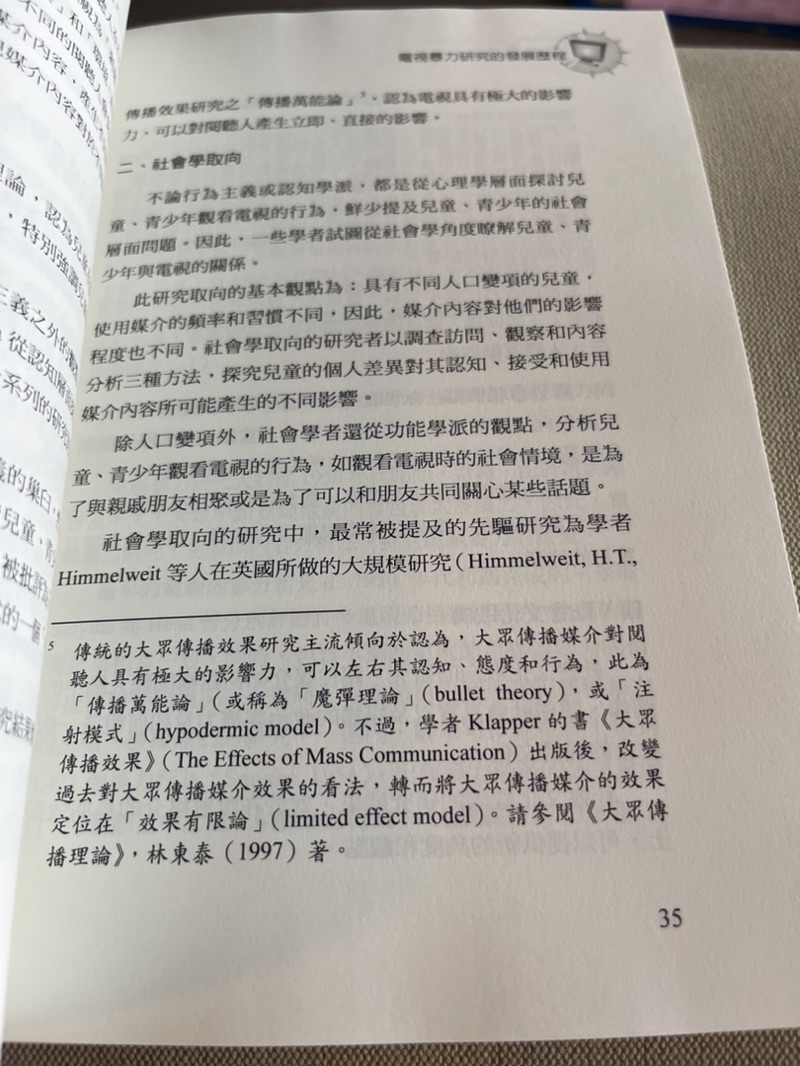 電視暴力研究的發展歷程
傳播效果研究之「傳播萬能論」5,認為電視具有極大的影響
力,可以對閱聽人產生立即、直接的影響。
二、社會學取向
不論行為主義或認知學派,都是從心理學層面探討兒
童、青少年觀看電視的行為,鮮少提及兒童、青少年的社會
層面問題。因此,一些學者試圖從社會學角度瞭解兒童、青
少年與電視的關係。
此研究取向的基本觀點為:具有不同人口變項的兒童,
使用媒介的頻率和習慣不同,因此,媒介內容對他們的影響
程度也不同。社會學取向的研究者以調查訪問、觀察和內容
分析三種方法,探究兒童的個人差異對其認知、接受和使用
媒介內容所可能產生的不同影響。
除人口變項外,社會學者還從功能學派的觀點,分析兒
童、青少年觀看電視的行為,如觀看電視時的社會情境,是為
了與親戚朋友相聚或是為了可以和朋友共同關心某些話題。
社會學取向的研究中,最常被提及的先驅研究為學者
Himmelweit 等人在英國所做的大規模研究(Himmelweit, H.T.,
5 傳統的大眾傳播效果研究主流傾向於認為,大眾傳播媒介對閱
聽人具有極大的影響力,可以左右其認知、態度和行為,此為
「傳播萬能論」(或稱為「魔彈理論」(bullet theory),或「注
射模式」(hypodermic model)。不過,學者 Klapper 的書《大眾
傳播效果》(The Effects of Mass Communication)出版後,改變
過去對大眾傳播媒介效果的看法,轉而將大眾傳播媒介的效果
定位在「效果有限論」(limited effect model)。請參閱《大眾傳
播理論》,林東泰(1997)著。
35